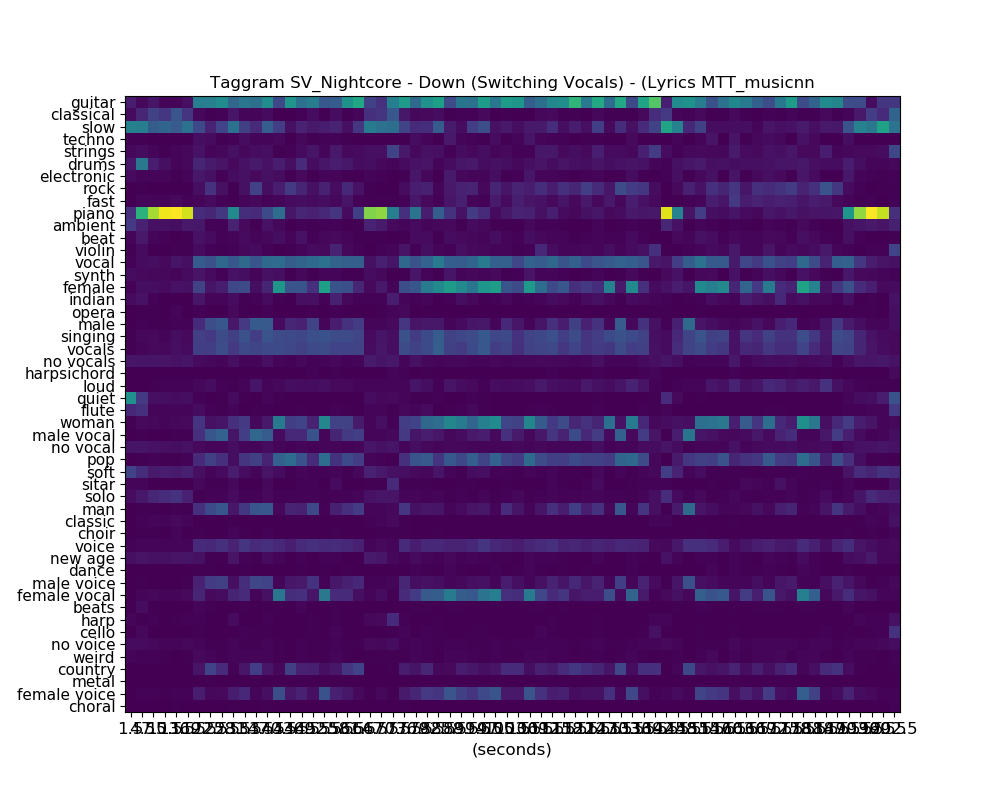 Taggram SV_Nightcore - Down (Switching Vocals) - (Lyrics MTT_musicnn
guitar
classical
slow
techno
strings
drums
electronic
rock
fast
piano
ambient
beat
violin
vocal
synth
female
indian
opera
male
singing
vocals
no vocals
harpsichord
loud
quiet
flute
woman
male vocal
no vocal
pop
soft
sitar
solo
man
classic
choir
voice
new age
dance
male voice
female vocal
beats
harp
cello
no voice
weird
country
metal
female voice
choral
(seconds)